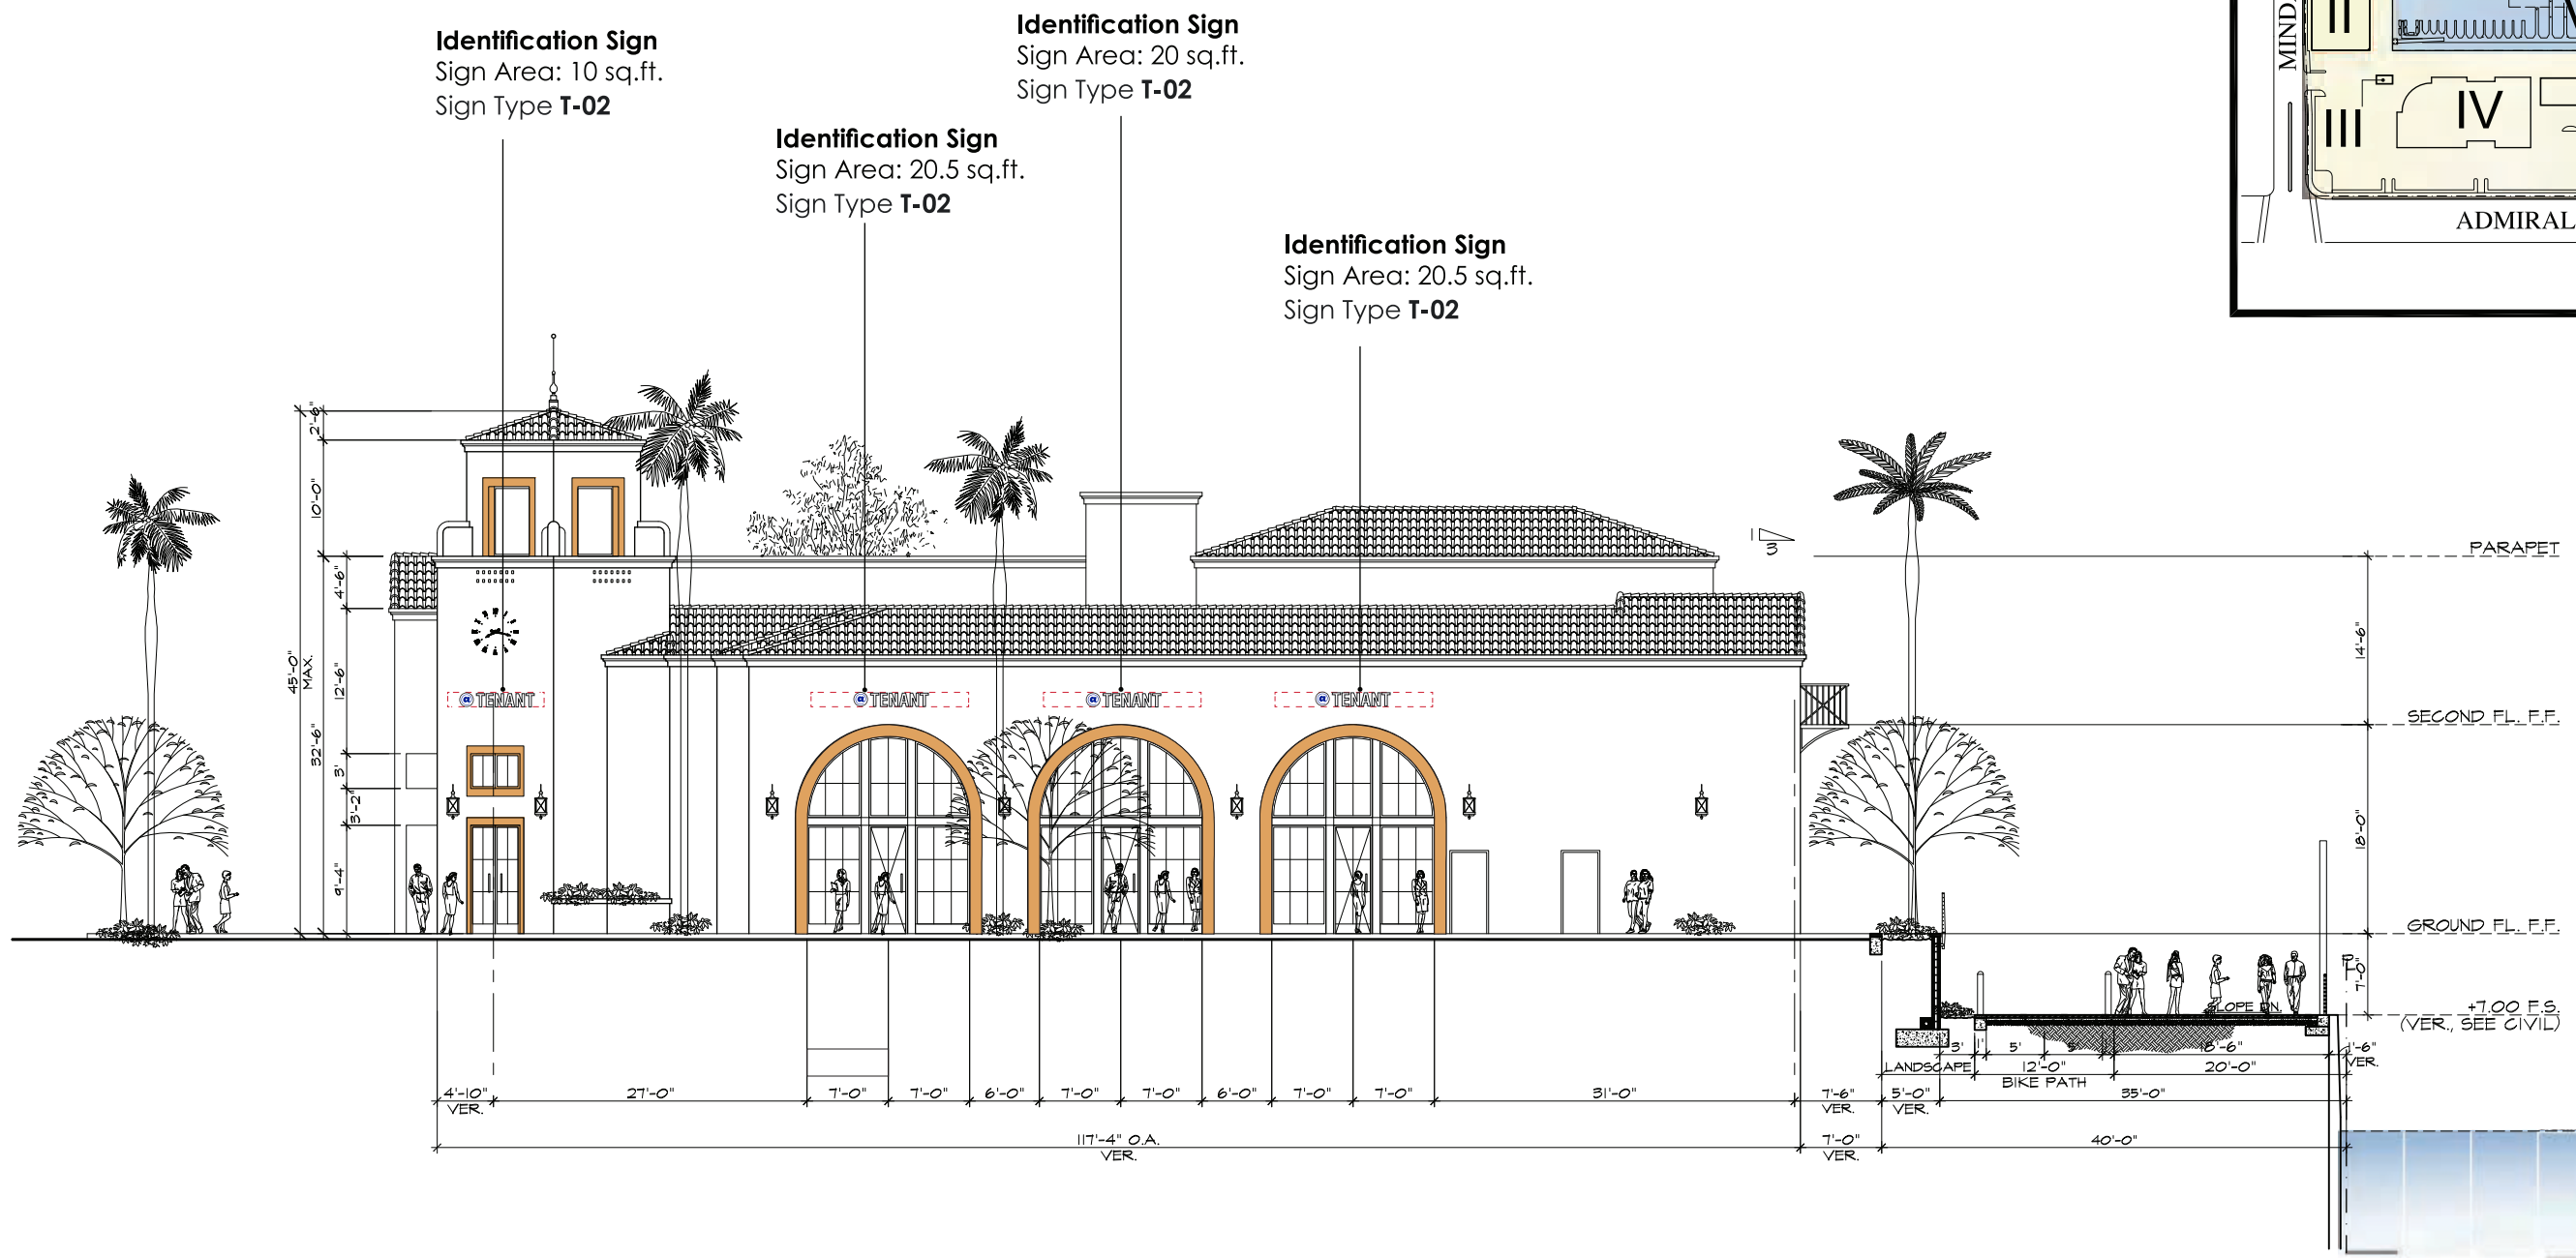 Identification Sign
Sign Area: 10 sq.ft.
Sign Type T-02
Identification Sign
Sign Area: 20.5 sq.ft.
Sign Type T-02
Identification Sign
Sign Area: 20 sq.ft.
Sign Type T-02
Identification Sign
Sign Area: 20.5 sq.ft.
Sign Type T-02
II
III
IV
ADMIRAL
2'-6"
10'-0"
4'-6"
12'-6"
3'
3'-2"
9'-4"
45'-0"
MAX.
32'-6"
TENANT
TENANT
TENANT
TENANT
1
3
PARAPET
14'-6"
SECOND FL. F.F.
18'-0"
GROUND FL. F.F.
7'-0"
+7.00 F.S.
(VER., SEE CIVIL)
3'
1'
5'
5'
18'-6"
1'-6"
VER.
LANDSCAPE
12'-0"
20'-0"
BIKE PATH
4'-10"
VER.
27'-0"
7'-0"
7'-0"
6'-0"
7'-0"
7'-0"
6'-0"
7'-0"
7'-0"
31'-0"
7'-6"
VER.
5'-0"
VER.
35'-0"
117'-4" O.A.
VER.
7'-0"
VER.
40'-0"